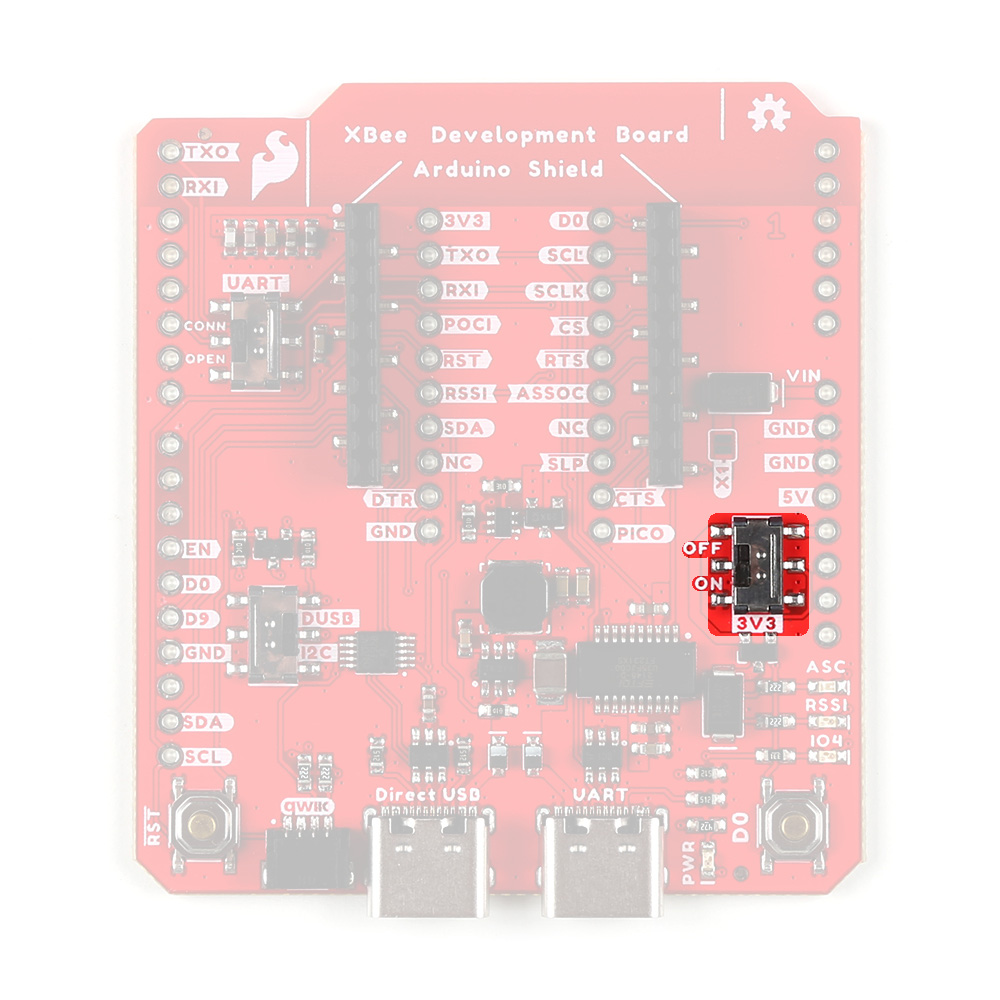 XBee Development Board
Arduino Shield
TXO
RXI
UART
CONN
OPEN
3V3
TXO
RXI
POCI
RST
RSSI
SDA
NC
DTR
GND
D0
SCL
SCLK
CS
RTS
ASSOC
NC
SLP
CTS
PICO
1
VIN
GND
GND
5V
X1
OFF
ON
3V3
EN
D0
D9
GND
SDA
SCL
DUSB
I2C
ASC
RSSI
IO4
qwiic
Direct USB
UART
RST
PWR
D0